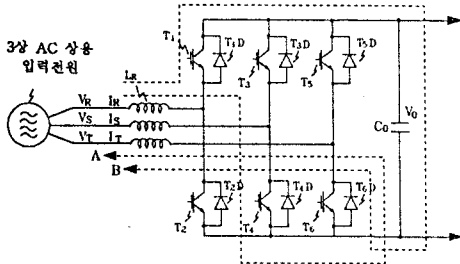 3상 AC 상용
입력전원
LR
VR IR
VS IS
VT IT
A
B
T1
T1D
T3
T3D
T5
T5D
T2
T2D
T4
T4D
T6
T6D
C0
V0